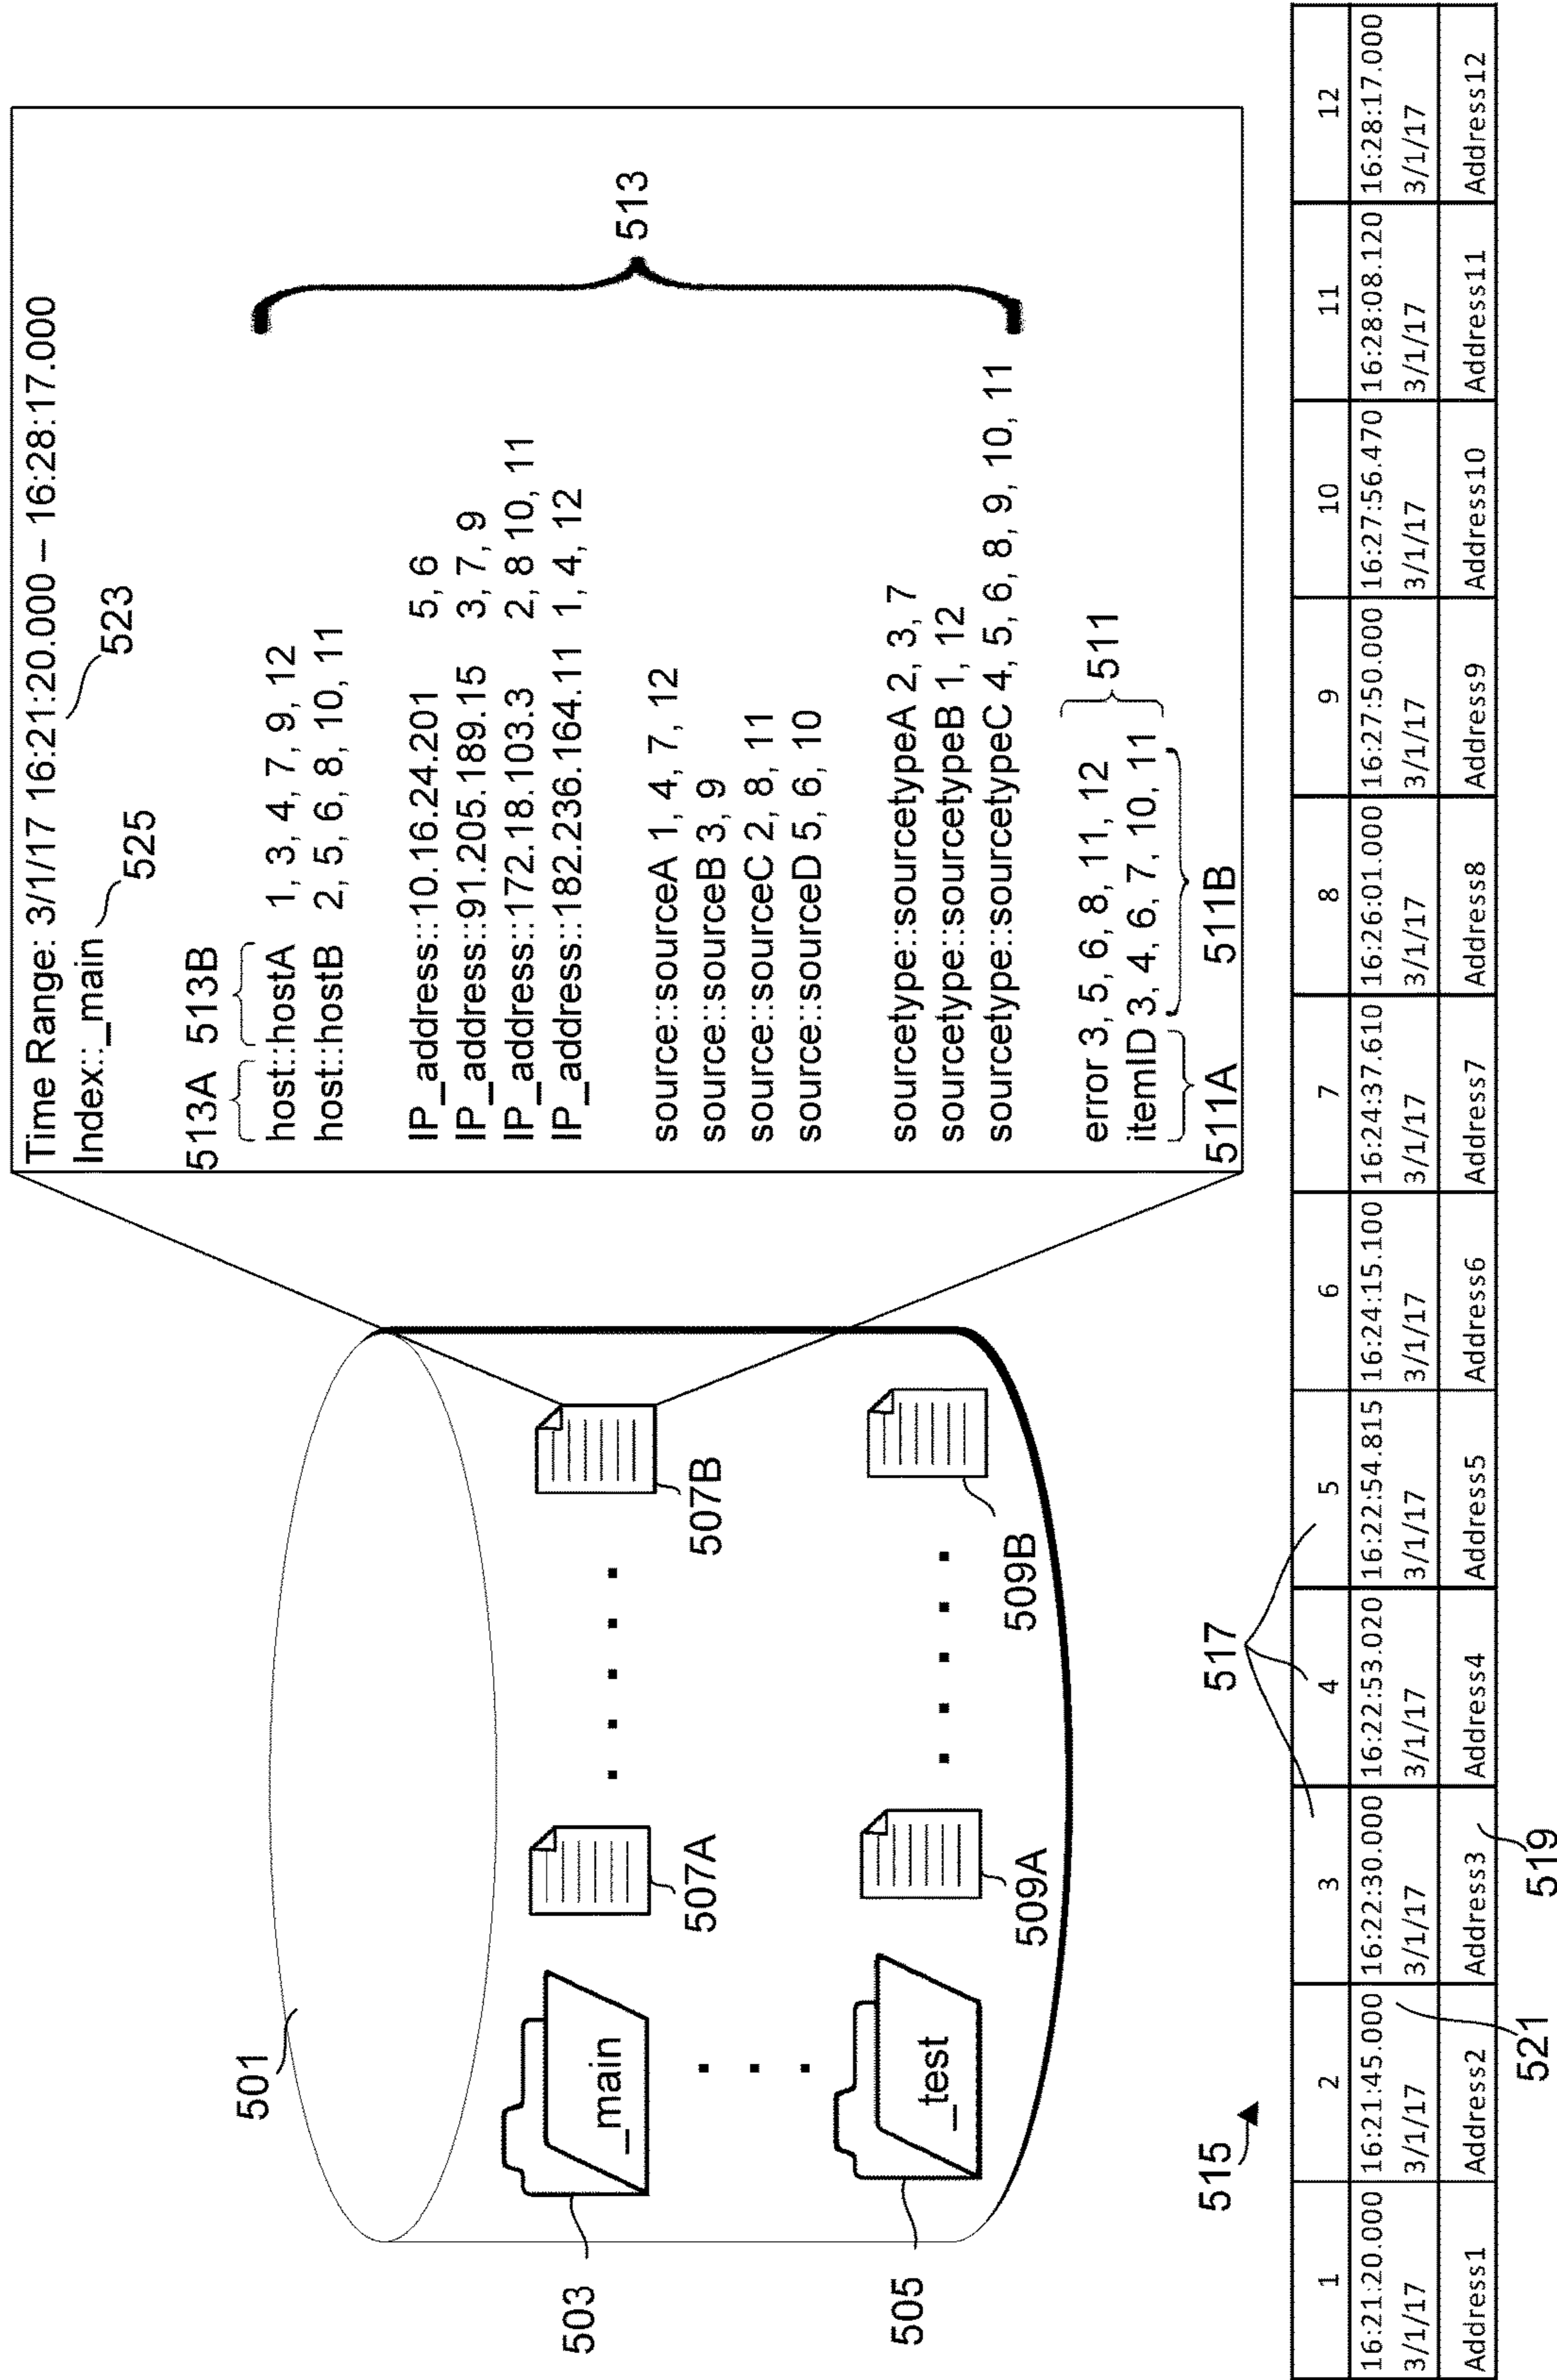 Time Range: 3/1/17 16:21:20.000 – 16:28:17.000
523
Index::_main
525
513A 513B
host::hostA 1, 3, 4, 7, 9, 12
host::hostB 2, 5, 6, 8, 10, 11
IP_address::10.16.24.201 5, 6
IP_address::91.205.189.15 3, 7, 9
IP_address::172.18.103.3 2, 8 10, 11
IP_address::182.236.164.11 1, 4, 12
513
source::sourceA 1, 4, 7, 12
source::sourceB 3, 9
source::sourceC 2, 8, 11
source::sourceD 5, 6, 10
sourcetype::sourcetypeA 2, 3, 7
sourcetype::sourcetypeB 1, 12
sourcetype::sourcetypeC 4, 5, 6, 8, 9, 10, 11
error 3, 5, 6, 8, 11, 12
itemID 3, 4, 6, 7, 10, 11
511
511A 511B
501
503
_main
507A
507B
505
_test
509A
509B
515
517
1 2 3 4 5 6 7 8 9 10 11 12
16:21:20.000 16:21:45.000 16:22:30.000 16:22:53.020 16:22:54.815 16:24:15.100 16:24:37.610 16:26:01.000 16:27:50.000 16:27:56.470 16:28:08.120 16:28:17.000
3/1/17 3/1/17 3/1/17 3/1/17 3/1/17 3/1/17 3/1/17 3/1/17 3/1/17 3/1/17 3/1/17 3/1/17
Address1 Address2 Address3 Address4 Address5 Address6 Address7 Address8 Address9 Address10 Address11 Address12
521
519